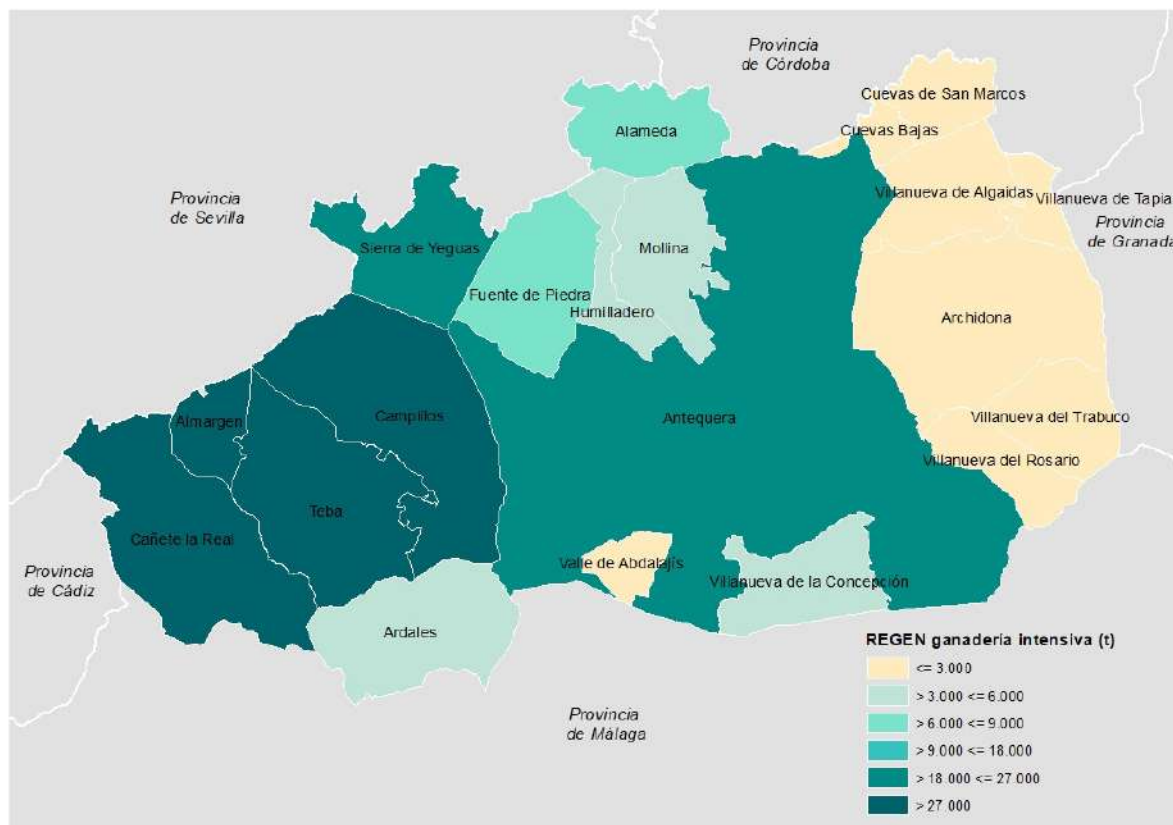 Provincia
de Córdoba
Cuevas de San Marcos
Alameda
Cuevas Bajas
Provincia
de Sevilla
Villanueva de Algaidas
Villanueva de Tapia
Provincia
de Granada
Sierra de Yeguas
Mollina
Fuente de Piedra
Humilladero
Archidona
Almargen
Campillos
Antequera
Villanueva del Trabuco
Villanueva del Rosario
Teba
Cañete la Real
Valle de Abdalajís
Villanueva de la Concepción
Provincia
de Cádiz
Ardales
Provincia
de Málaga
REGEN ganadería intensiva (t)
<= 3.000
> 3.000 <= 6.000
> 6.000 <= 9.000
> 9.000 <= 18.000
> 18.000 <= 27.000
> 27.000